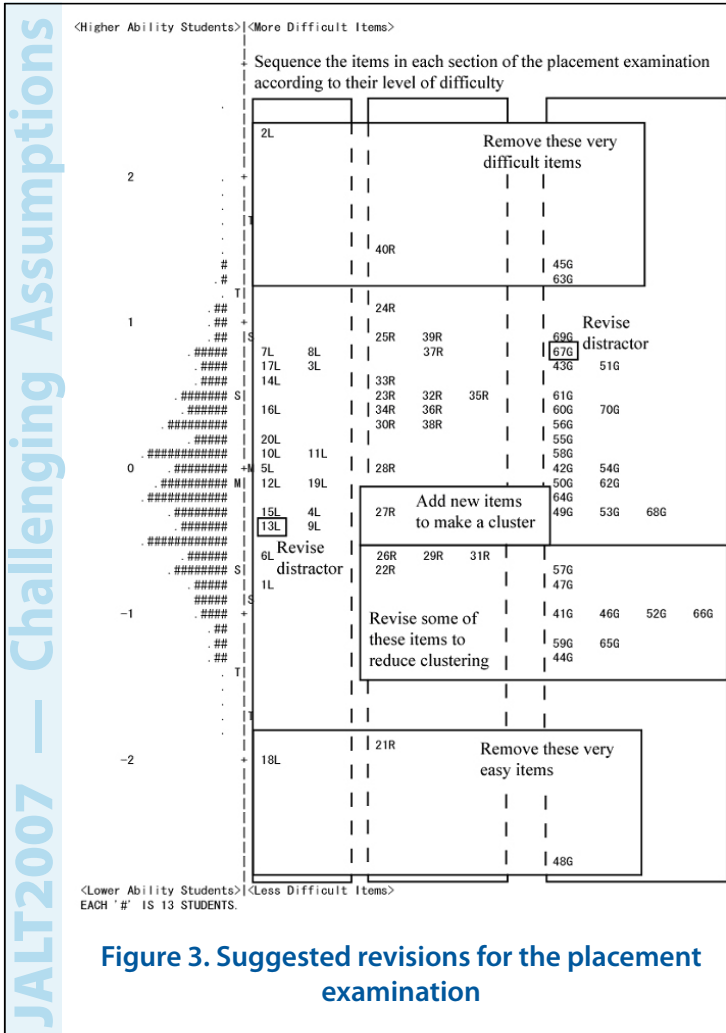 JALT2007 — Challenging Assumptions
<Higher Ability Students>|<More Difficult Items>
Sequence the items in each section of the placement examination
according to their level of difficulty
2L
Remove these very
difficult items
2
T
40R
# 45G
.# 63G
. T
.## 24R
1 .## +
.## S 25R 39R 69G Revise
distractor
.##### 7L 8L 37R 67G
.#### 17L 3L 43G 51G
.#### 14L 33R
.####### S 23R 32R 35R 61G
.###### 16L 34R 36R 60G 70G
.######### 30R 38R 56G
.##### 20L 55G
.############ 10L 11L 58G
0 .######## +M 5L 28R 42G 54G
.########## M 12L 19L 50G 62G
.############ 64G
Add new items
to make a cluster
.##### 15L 4L 27R 49G 53G 68G
.####### 13L 9L
Revise
distractor
.############
.###### 6L 26R 29R 31R
.######## S 22R 57G
.##### 1L 47G
##### S
-1 .#### + 41G 46G 52G 66G
Revise some of
these items to
reduce clustering
.##
.## 59G 65G
.## 44G
. T
T
21R
Remove these very
easy items
-2 + 18L
48G
<Lower Ability Students>|<Less Difficult Items>
EACH '#' IS 13 STUDENTS.
Figure 3. Suggested revisions for the placement
examination